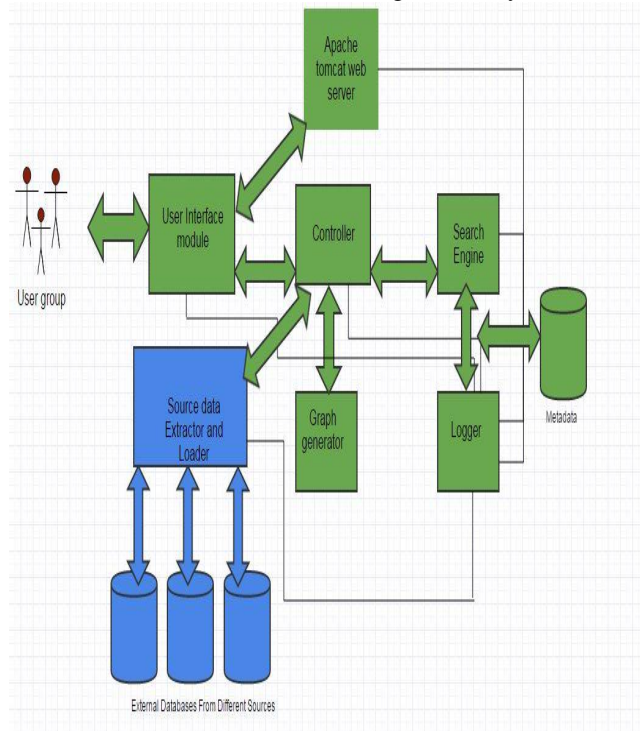 Apache
tomcat web
server
User Interface
module
Controller
Search
Engine
User group
Source data
Extractor and
Loader
Graph
generator
Logger
Metadata
External Databases From Different Sources